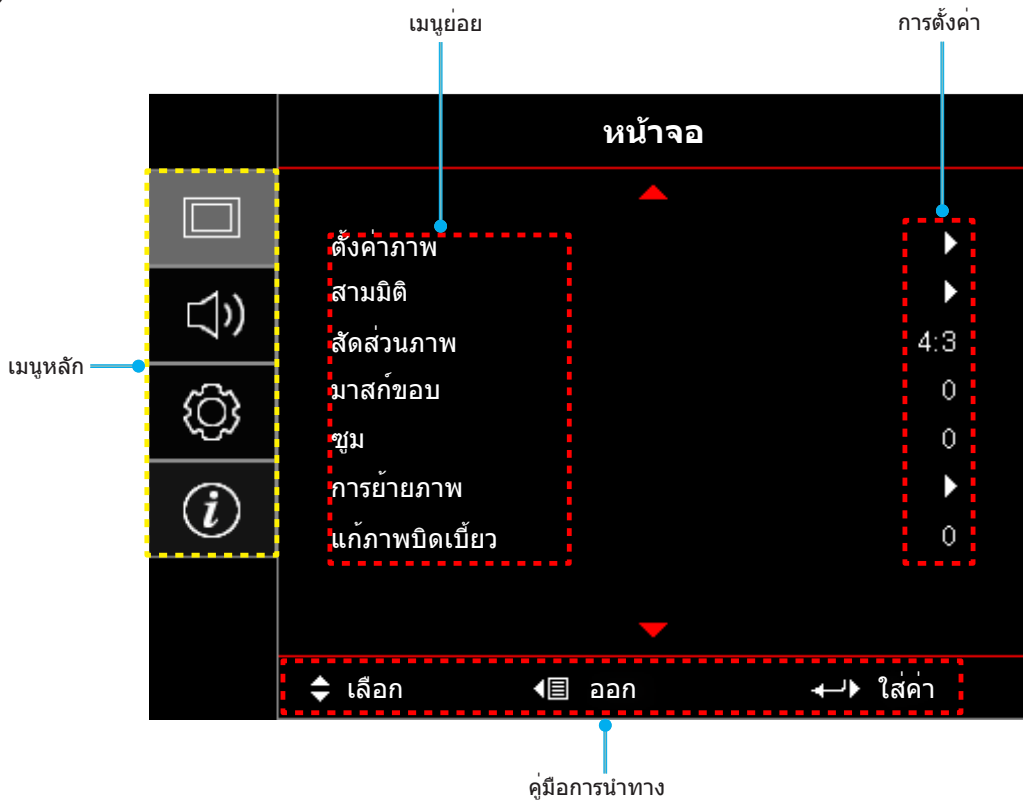 เมนูย่อย
การตั้งค่า
หน้าจอ
ตั้งค่าภาพ
สามมิติ
สัดส่วนภาพ 4:3
มาสก์ขอบ 0
ซูม 0
การย้ายภาพ
แก้ภาพบิดเบี้ยว 0
เมนูหลัก
เลือก ออก ใส่ค่า
คู่มือการนำทาง